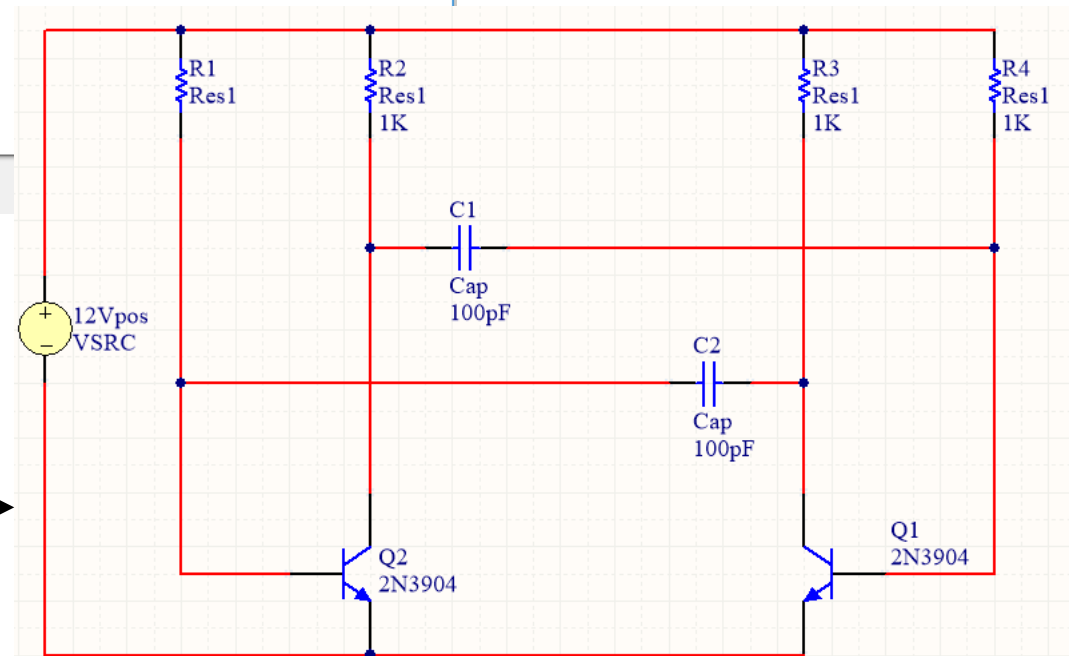 R1
Res1
R2
Res1
1K
R3
Res1
1K
R4
Res1
1K
C1
Cap
100pF
+
12Vpos
−
VSRC
C2
Cap
100pF
Q2
2N3904
Q1
2N3904